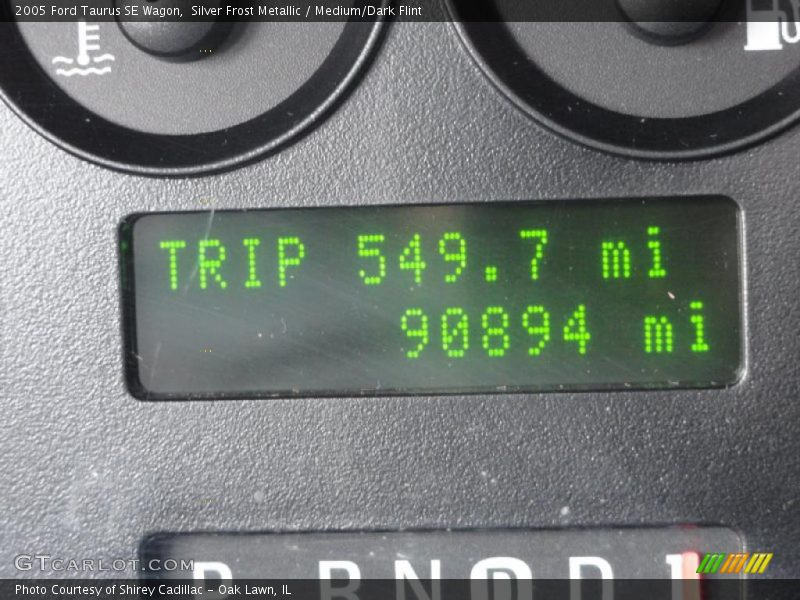 2005 Ford Taurus SE Wagon,  Silver Frost Metallic / Medium/Dark Flint
TRIP 549.7 mi
90894 mi
P R N D D 1
GTCARLOT.COM
Photo Courtesy of Shirey Cadillac - Oak Lawn, IL